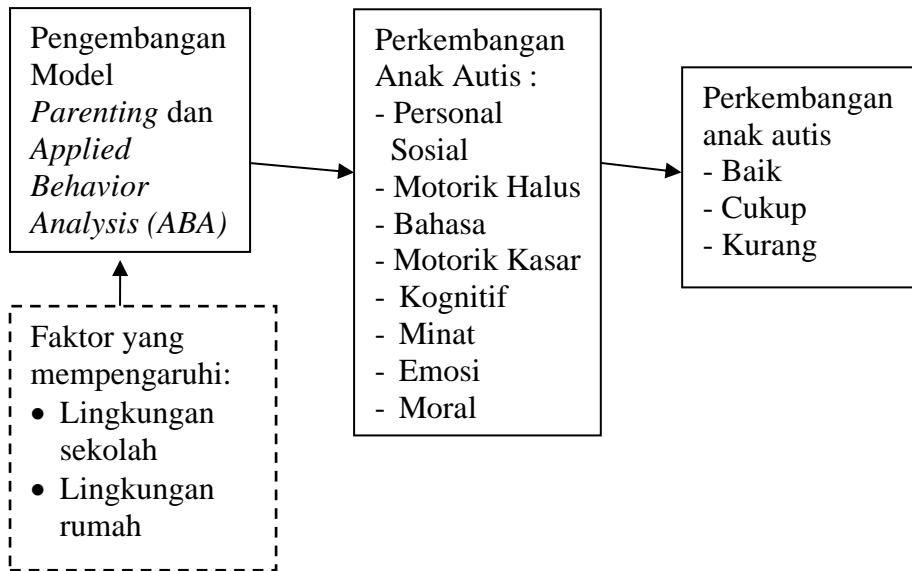 Pengembangan
Model
Parenting dan
Applied
Behavior
Analysis (ABA)
Faktor yang
mempengaruhi:
• Lingkungan
sekolah
• Lingkungan
rumah
Perkembangan
Anak Autis :
- Personal
Sosial
- Motorik Halus
- Bahasa
- Motorik Kasar
- Kognitif
- Minat
- Emosi
- Moral
Perkembangan
anak autis
- Baik
- Cukup
- Kurang